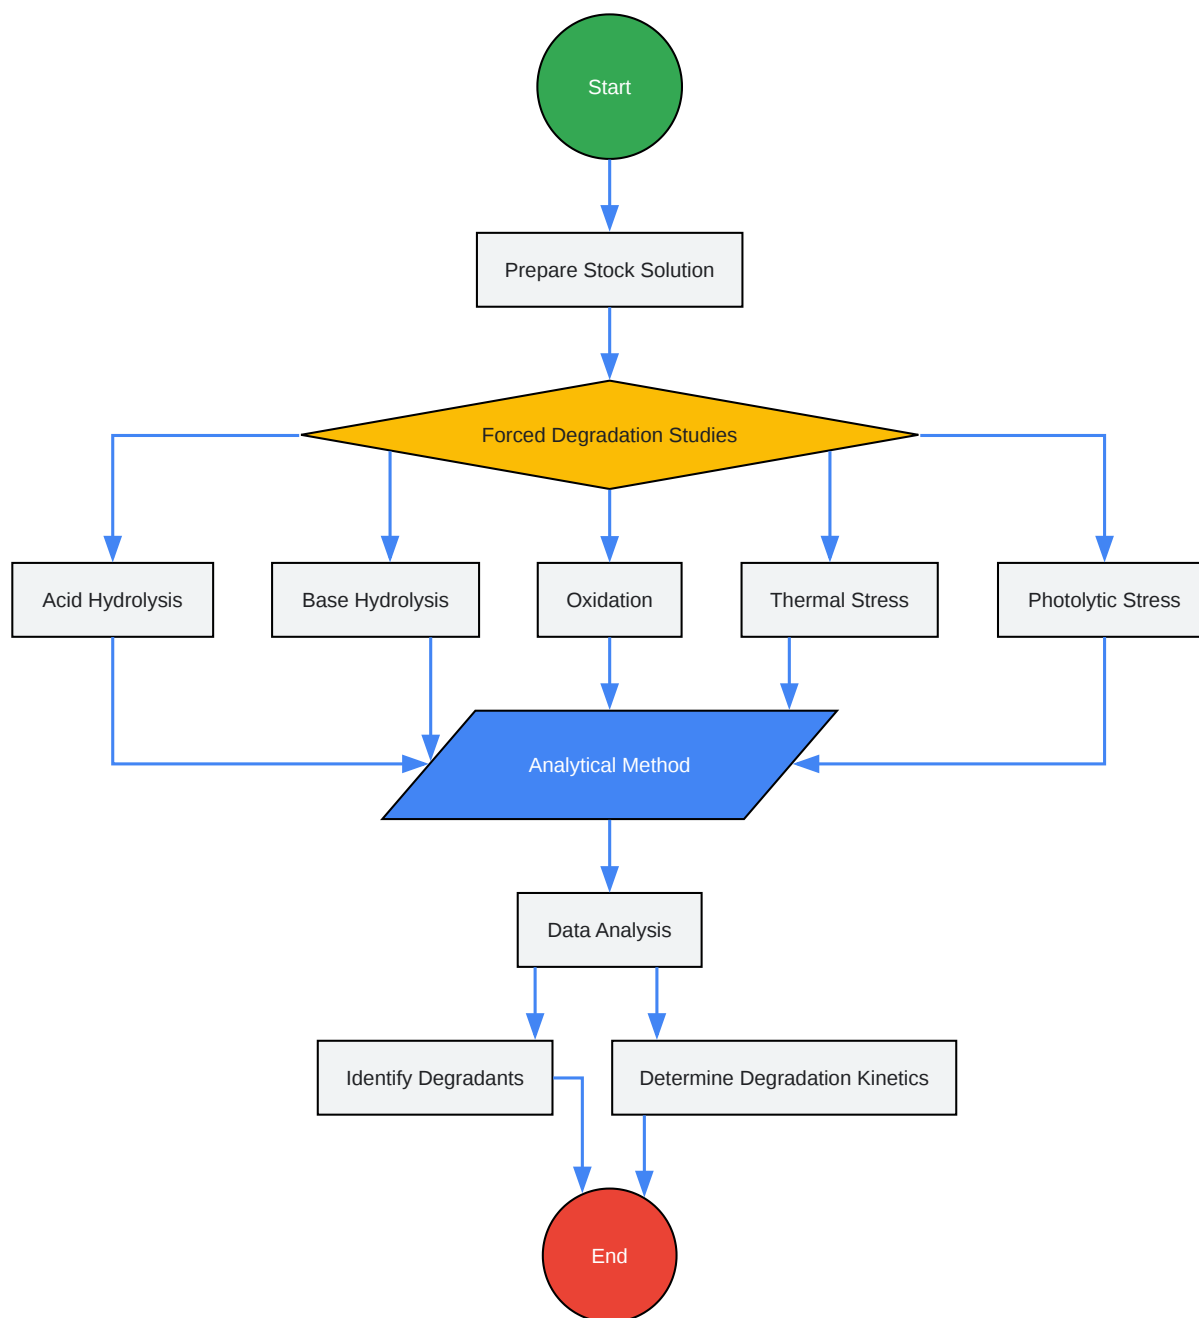 Start
Prepare Stock Solution
Forced Degradation Studies
Acid Hydrolysis
Base Hydrolysis
Oxidation
Thermal Stress
Photolytic Stress
Analytical Method
Data Analysis
Identify Degradants
Determine Degradation Kinetics
End